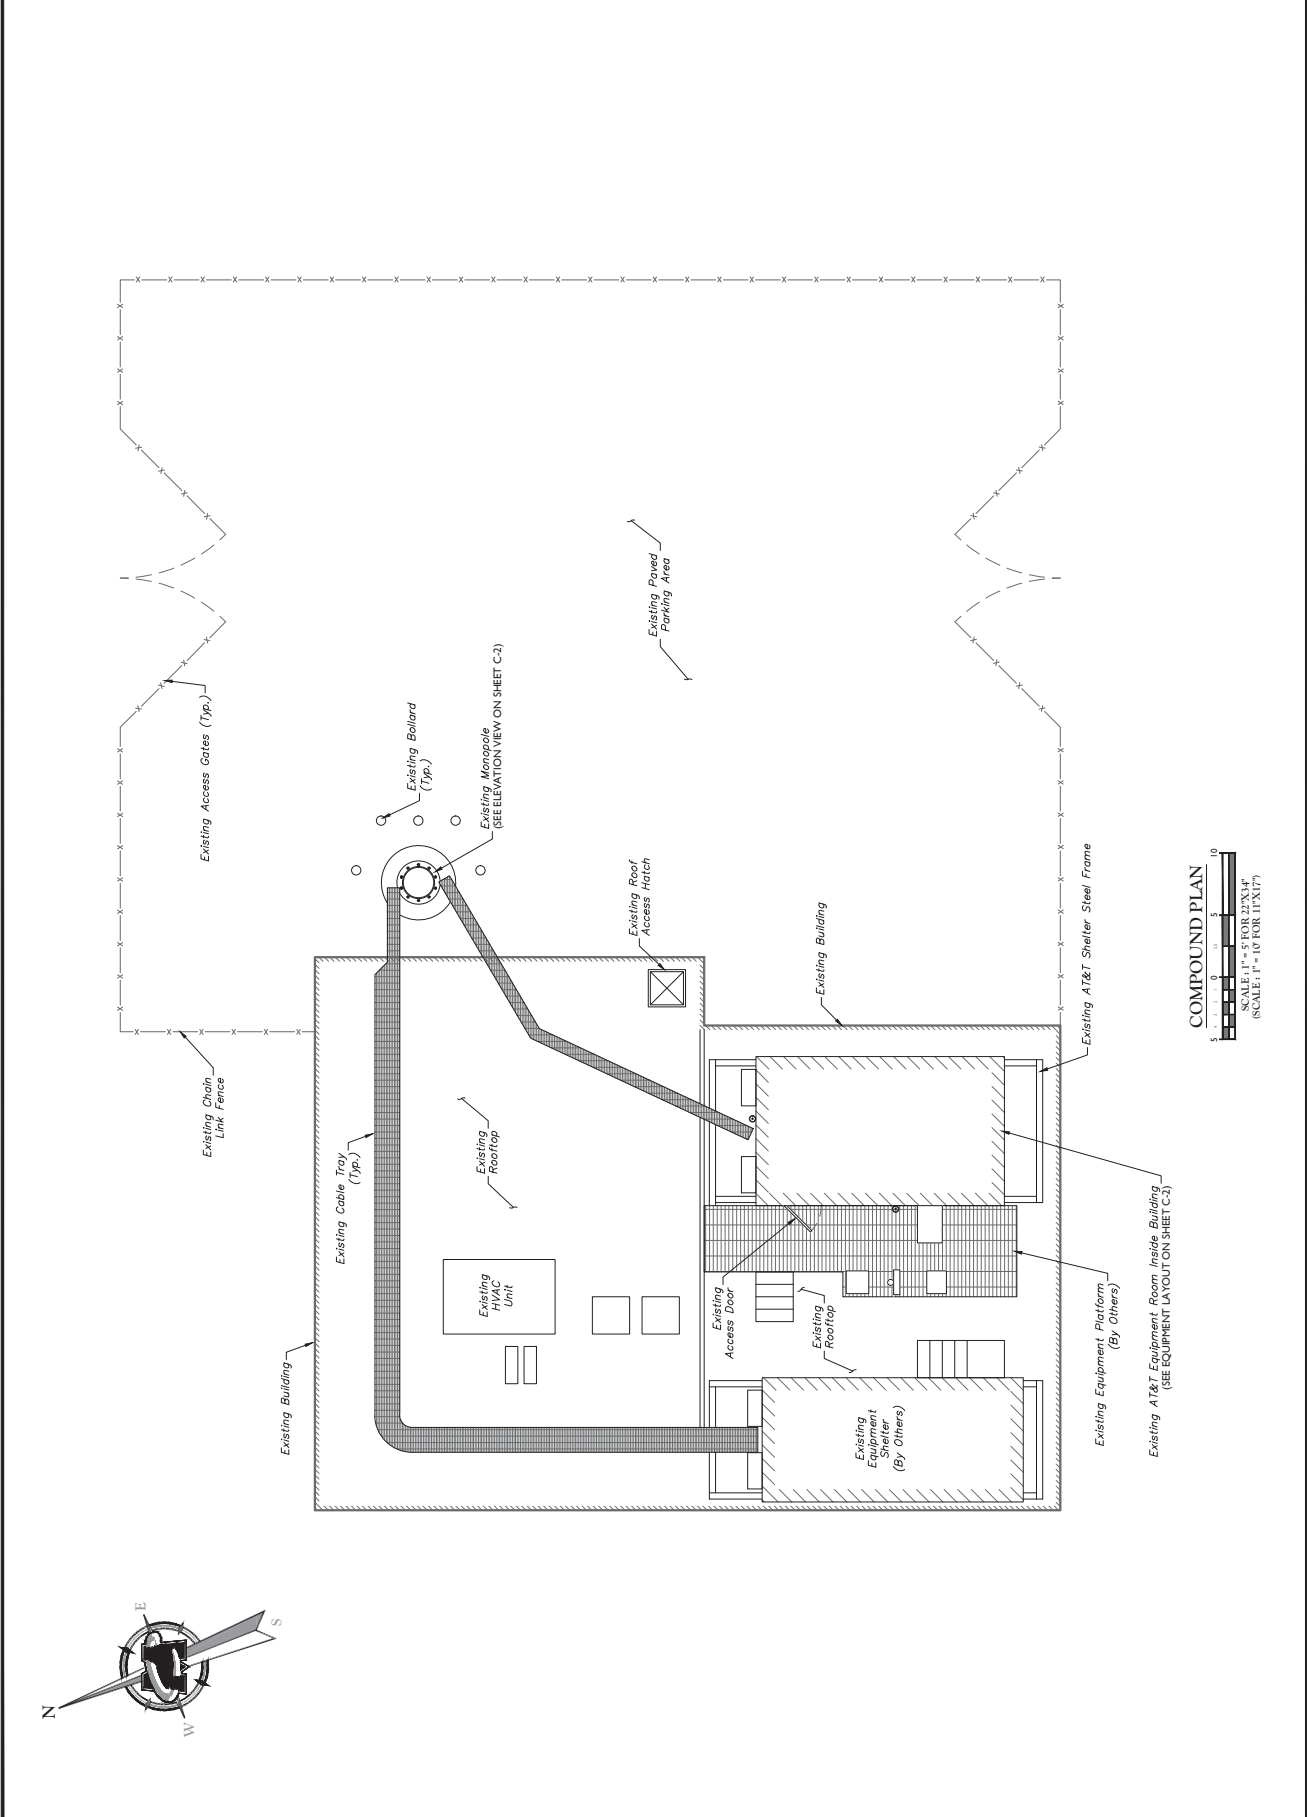 Existing Access Gates (Typ.)
Existing Bollard
(Typ.)
Existing Monopole
(SEE ELEVATION VIEW ON SHEET C-2)
Existing Paved
Parking Area
Existing Chain
Link Fence
Existing Cable Tray
(Typ.)
Existing Roof
Access Hatch
Existing Building
Existing AT&T Shelter Steel Frame
Existing
Rooftop
Existing Building
Existing
HVAC
Unit
Existing
Access Door
Existing
Rooftop
Existing
Equipment
Shelter
(By Others)
Existing Equipment Platform
(By Others)
Existing AT&T Equipment Room Inside Building
(SEE EQUIPMENT LAYOUT ON SHEET C-2)
N
E
S
W
COMPOUND PLAN
5 0 5 10
SCALE : 1" = 5' FOR 22"X34"
(SCALE : 1" = 10' FOR 11"X17")